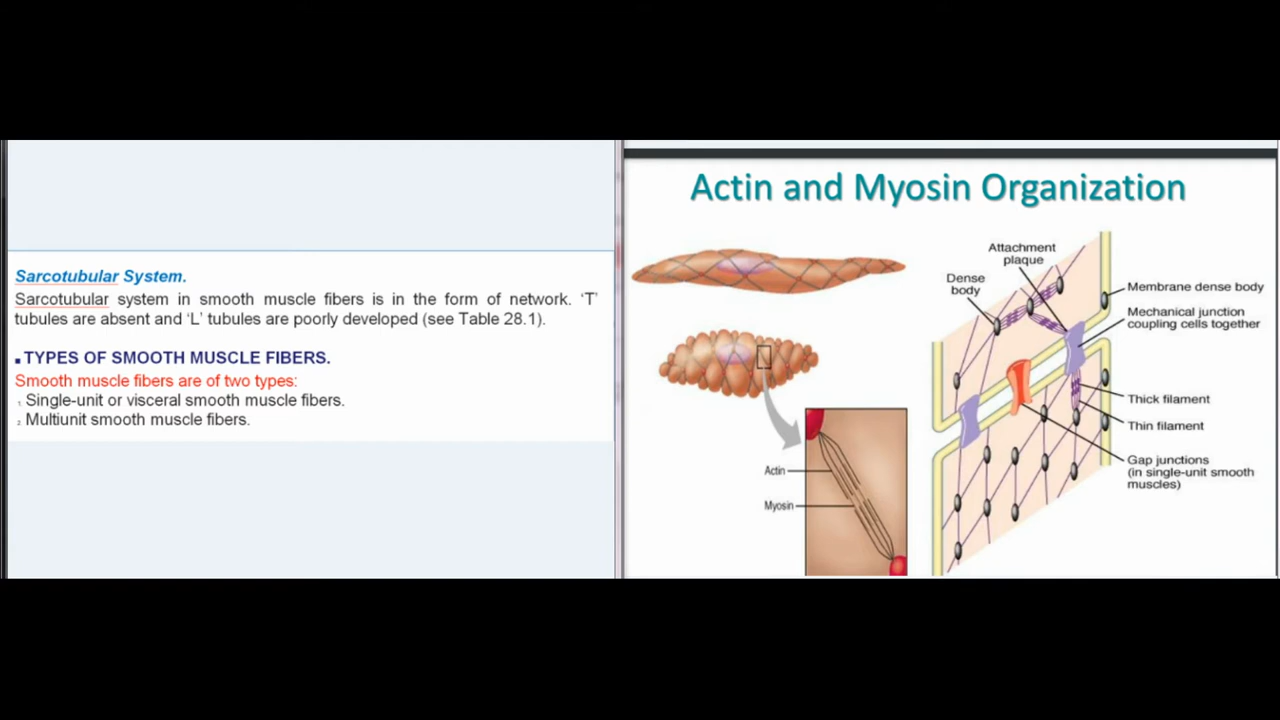 Sarcotubular System.
Sarcotubular system in smooth muscle fibers is in the form of network. ‘T’
tubules are absent and ‘L’ tubules are poorly developed (see Table 28.1).
▪TYPES OF SMOOTH MUSCLE FIBERS.
Smooth muscle fibers are of two types:
1. Single-unit or visceral smooth muscle fibers.
2. Multiunit smooth muscle fibers.
Actin and Myosin Organization
Attachment
plaque
Dense
body
Membrane dense body
Mechanical junction
coupling cells together
Thick filament
Thin filament
Gap junctions
(in single-unit smooth
muscles)
Actin
Myosin